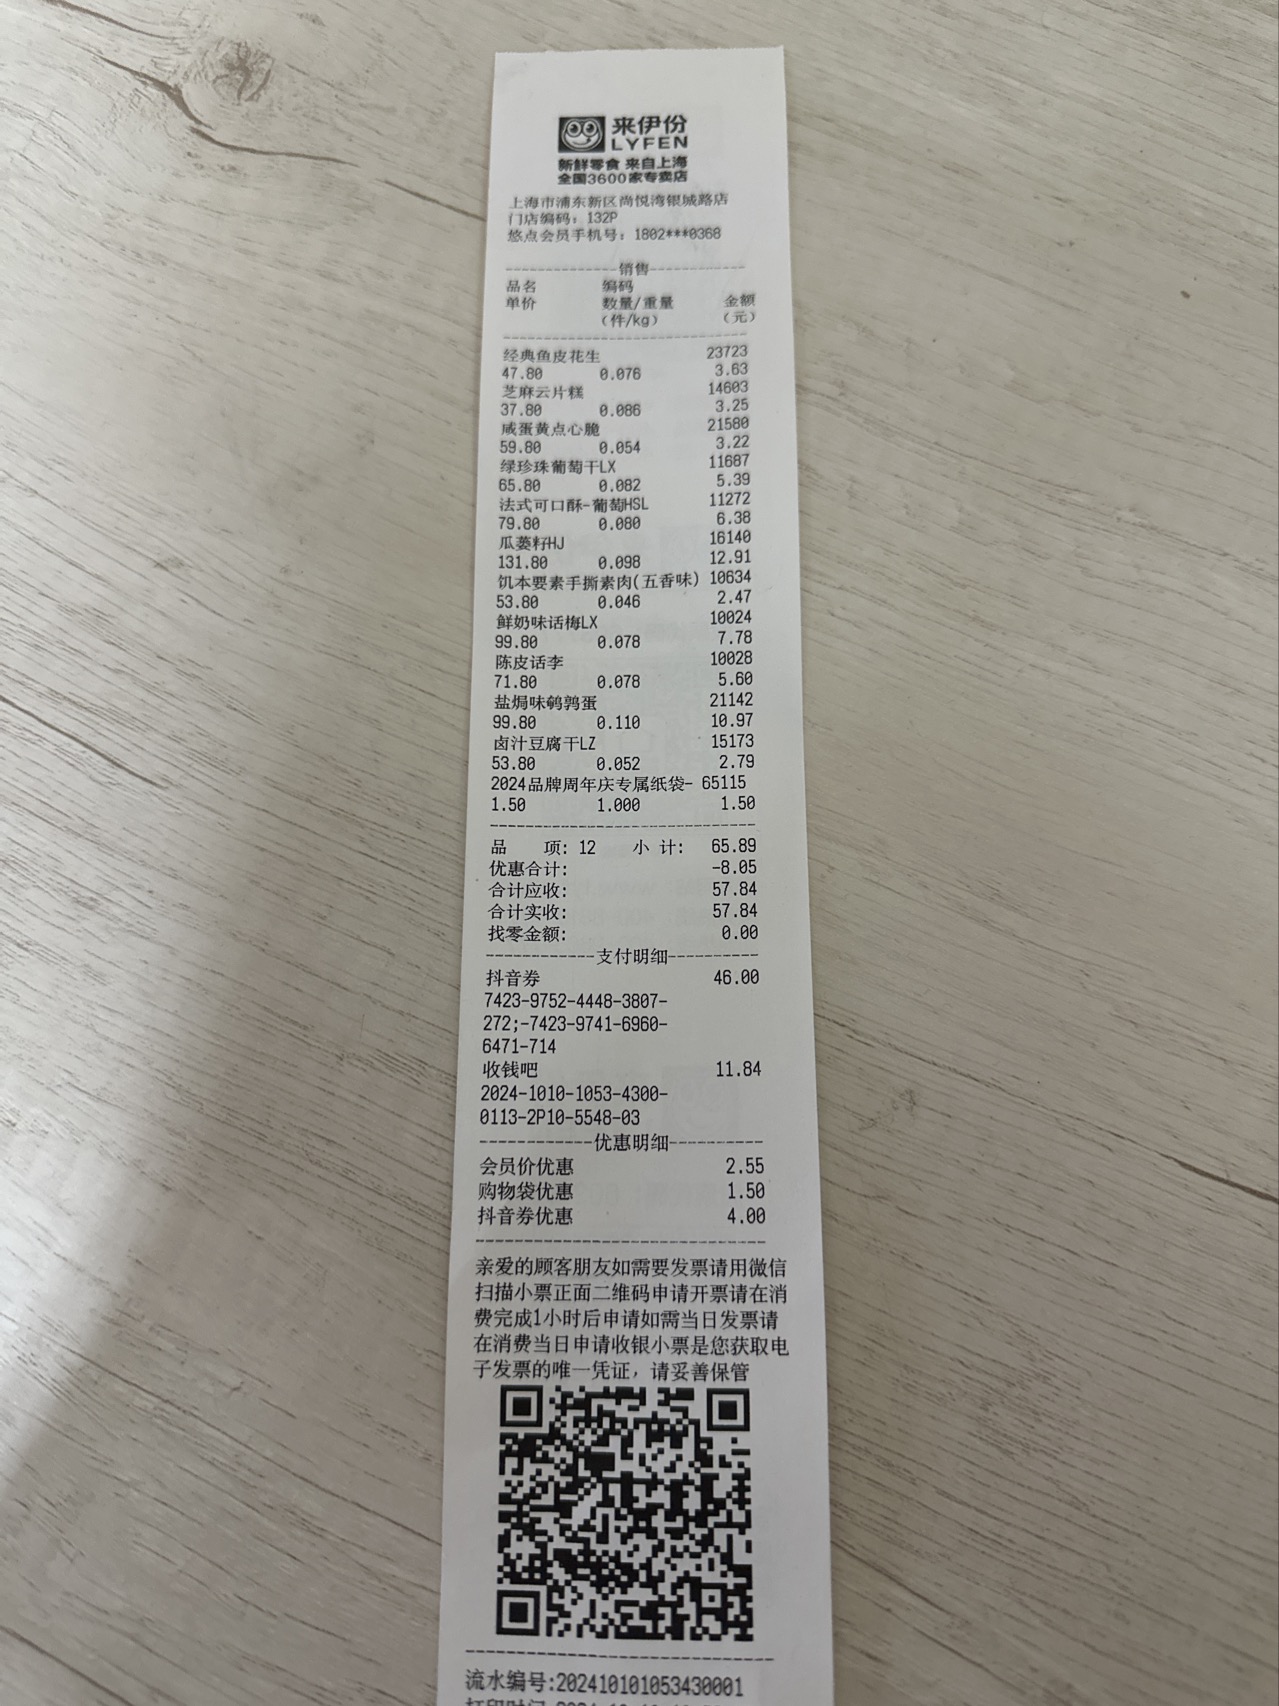 来伊份
LYFEN
新鲜零食 来自上海
全国3600家专卖店
上海市浦东新区尚悦湾银城路店
门店编码：132P
悠点会员手机号：1802***0368
------------销售------------
品名 编码
单价 数量/重量 金额
（件/kg） （元）
经典鱼皮花生 23723
47.80 0.076 3.63
芝麻云片糕 14603
37.80 0.086 3.25
咸蛋黄点心脆 21580
59.80 0.054 3.22
绿珍珠葡萄干LX 11687
65.80 0.082 5.39
法式可口酥-葡萄HSL 11272
79.80 0.080 6.38
瓜蒌籽HJ 16140
131.80 0.098 12.91
饥本要素手撕素肉(五香味) 10634
53.80 0.046 2.47
鲜奶味话梅LX 10024
99.80 0.078 7.78
陈皮话李 10028
71.80 0.078 5.60
盐焗味鹌鹑蛋 21142
99.80 0.110 10.97
卤汁豆腐干LZ 15173
53.80 0.052 2.79
2024品牌周年庆专属纸袋- 65115
1.50 1.000 1.50
品 项: 12 小 计: 65.89
优惠合计: -8.05
合计应收: 57.84
合计实收: 57.84
找零金额: 0.00
------------支付明细----------
抖音券 46.00
7423-9752-4448-3807-
272;-7423-9741-6960-
6471-714
收钱吧 11.84
2024-1010-1053-4300-
0113-2P10-5548-03
------------优惠明细----------
会员价优惠 2.55
购物袋优惠 1.50
抖音券优惠 4.00
亲爱的顾客朋友如需要发票请用微信
扫描小票正面二维码申请开票请在消
费完成1小时后申请如需当日发票请
在消费当日申请收银小票是您获取电
子发票的唯一凭证，请妥善保管
流水编号:202410101053430001